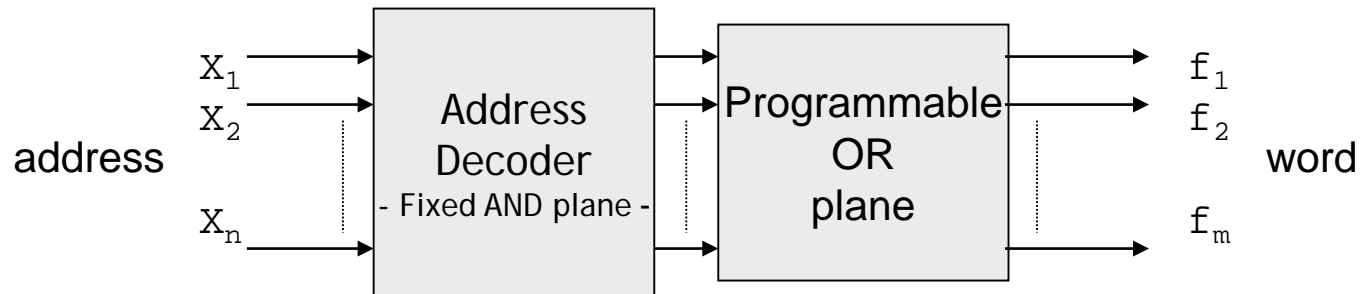 address
X₁
X₂
Xₙ
Address
Decoder
- Fixed AND plane -
Programmable
OR
plane
f₁
f₂
fₘ
word